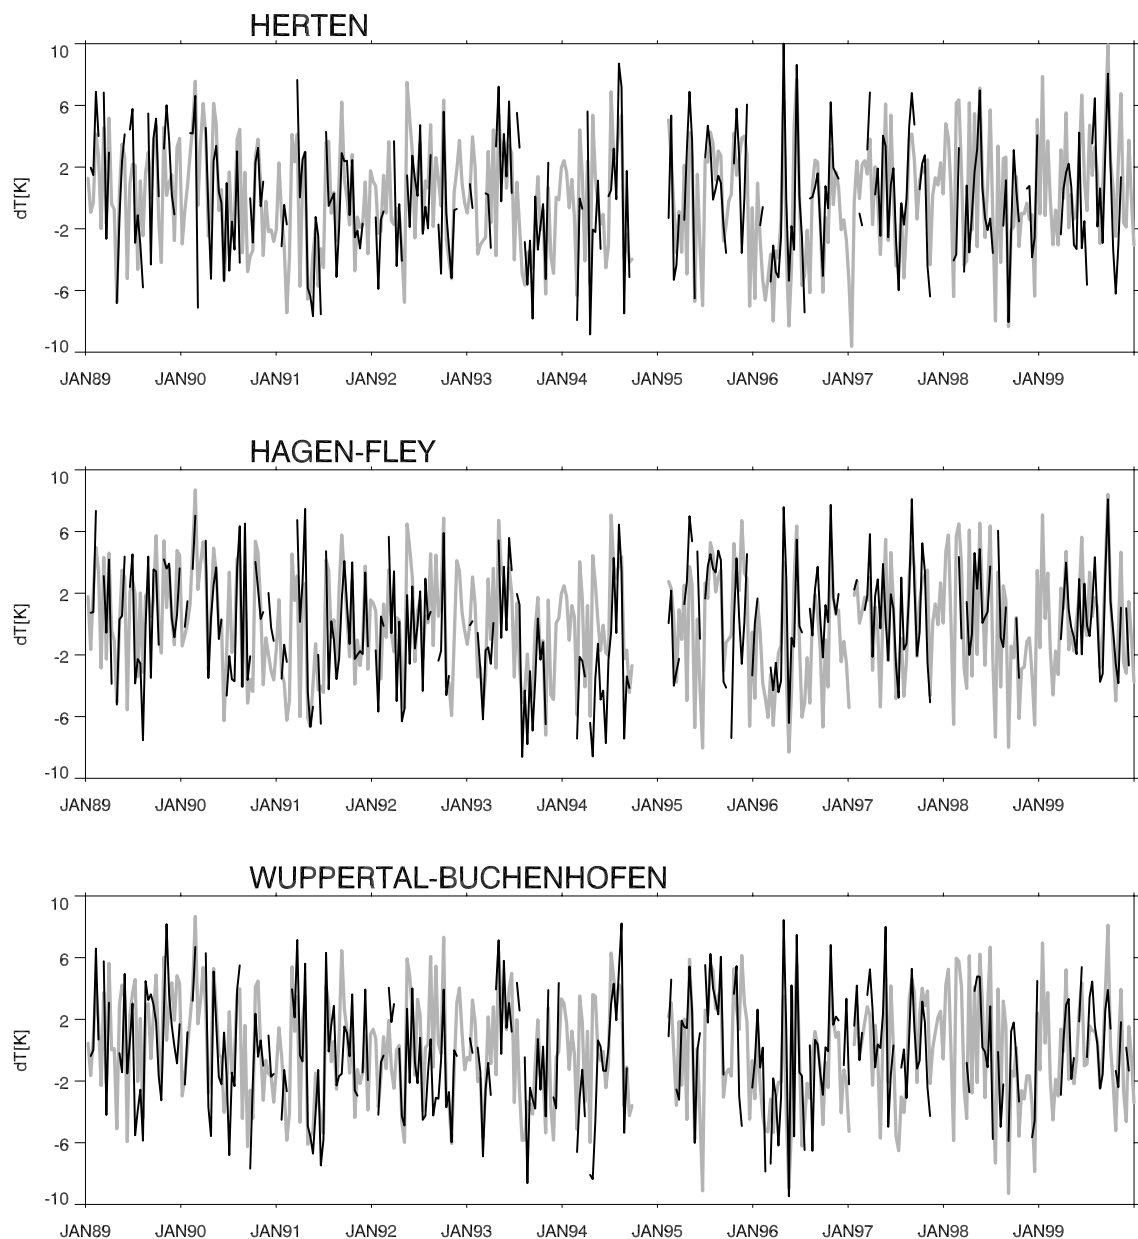 HERTEN
10
6
2
-2
-6
-10
dT[K]
JAN89 JAN90 JAN91 JAN92 JAN93 JAN94 JAN95 JAN96 JAN97 JAN98 JAN99
HAGEN-FLEY
10
6
2
-2
-6
-10
dT[K]
JAN89 JAN90 JAN91 JAN92 JAN93 JAN94 JAN95 JAN96 JAN97 JAN98 JAN99
WUPPERTAL-BUCHENHOFEN
10
6
2
-2
-6
-10
dT[K]
JAN89 JAN90 JAN91 JAN92 JAN93 JAN94 JAN95 JAN96 JAN97 JAN98 JAN99